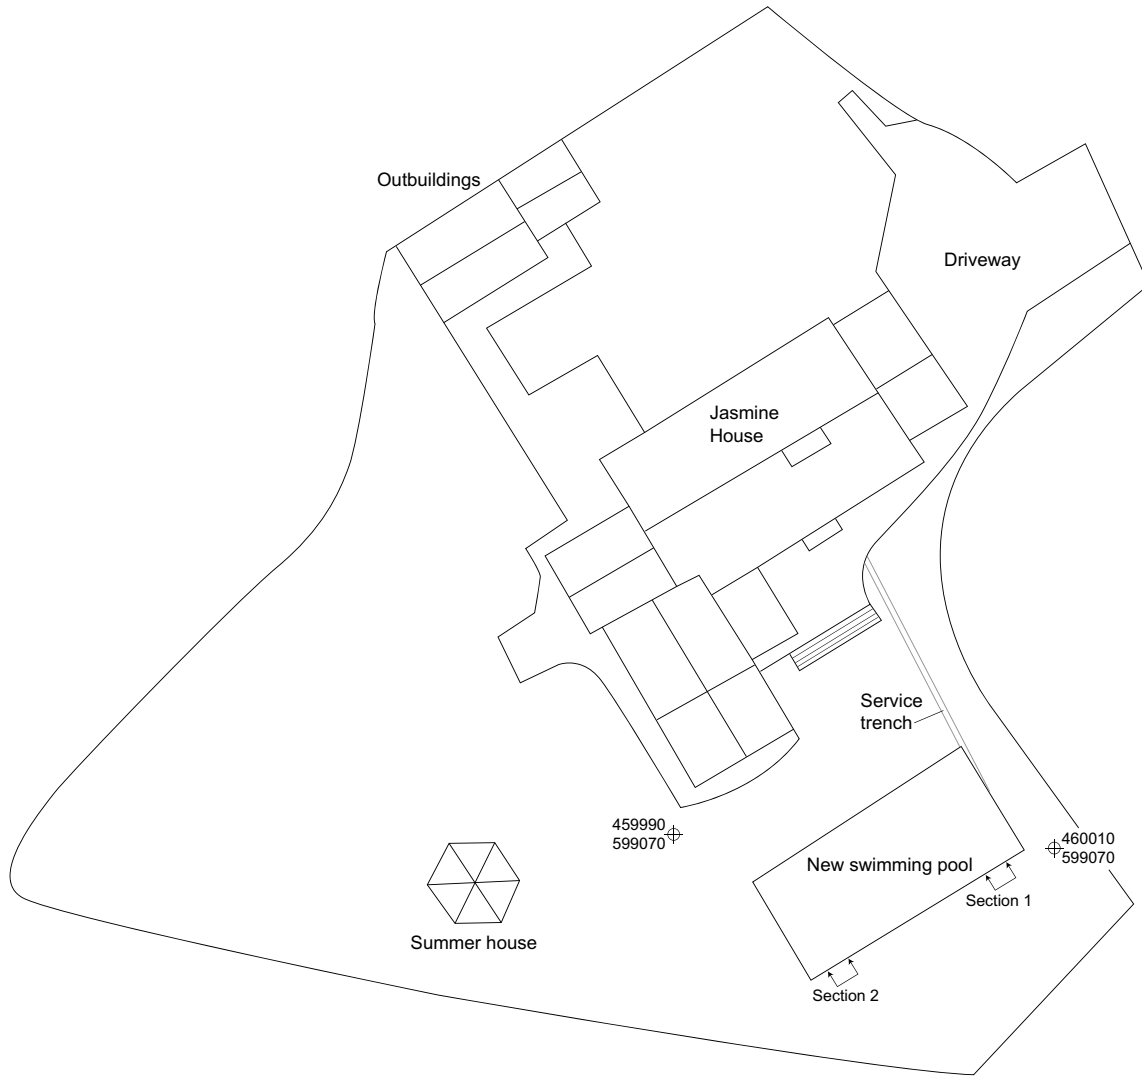 Outbuildings
Driveway
Jasmine
House
Service
trench
459990
599070
460010
599070
New swimming pool
Section 1
Summer house
Section 2